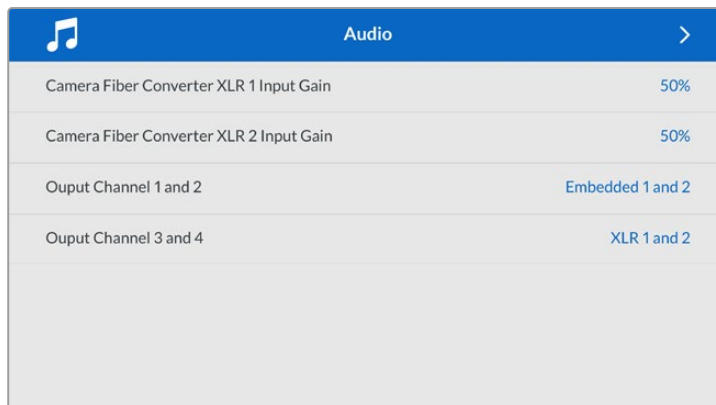 Audio
Camera Fiber Converter XLR 1 Input Gain 50%
Camera Fiber Converter XLR 2 Input Gain 50%
Ouput Channel 1 and 2 Embedded 1 and 2
Ouput Channel 3 and 4 XLR 1 and 2